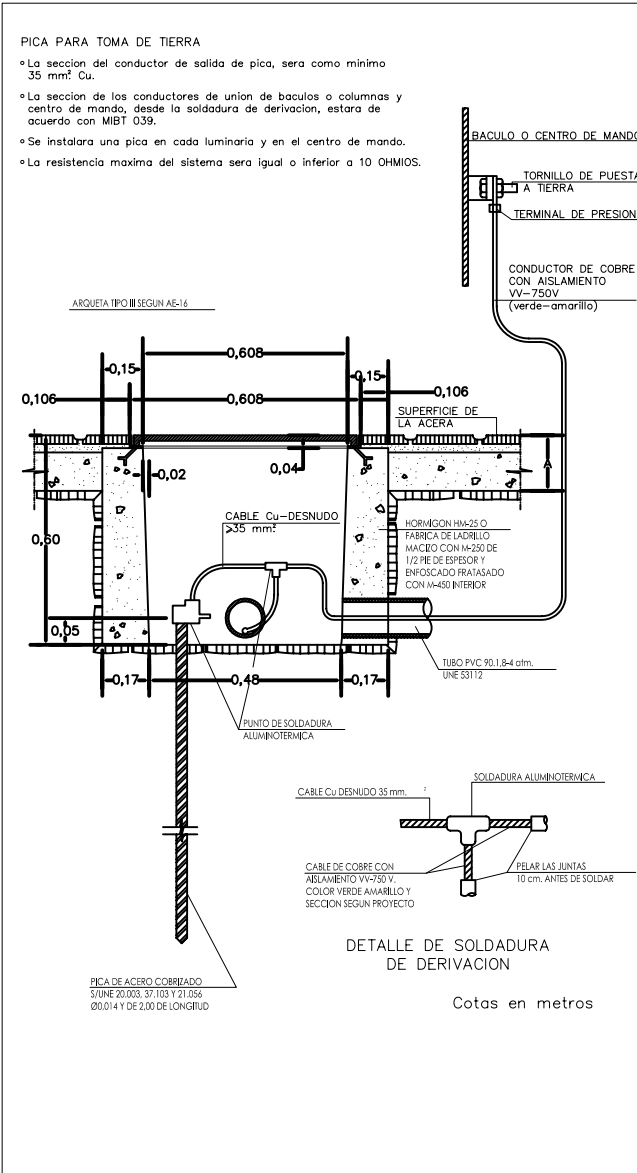 PICA PARA TOMA DE TIERRA
° La seccion del conductor de salida de pica, sera como minimo
35 mm² Cu.
° La seccion de los conductores de union de baculos o columnas y
centro de mando, desde la soldadura de derivacion, estara de
acuerdo con MIBT 039.
° Se instalara una pica en cada luminaria y en el centro de mando.
° La resistencia maxima del sistema sera igual o inferior a 10 OHMIOS.
BACULO O CENTRO DE MANDO
TORNILLO DE PUESTA
A TIERRA
TERMINAL DE PRESION
CONDUCTOR DE COBRE
CON AISLAMIENTO
VV-750V
(verde-amarillo)
ARQUETA TIPO III SEGUN AE-16
0,608
0,15
0,15
0,106
0,608
0,106
SUPERFICIE DE
LA ACERA
0,02
0,04
A
CABLE Cu-DESNUDO
>35 mm²
HORMIGON HM-25 O
FABRICA DE LADRILLO
MACIZO CON M-250 DE
1/2 PIE DE ESPESOR Y
ENFOSCADO FRATASADO
CON M-450 INTERIOR
0,60
0,05
TUBO PVC 90.1,8-4 atm.
UNE 53112
0,17
0,48
0,17
PUNTO DE SOLDADURA
ALUMINOTERMICA
SOLDADURA ALUMINOTERMICA
CABLE Cu DESNUDO 35 mm. ²
CABLE DE COBRE CON
AISLAMIENTO VV-750 V.
COLOR VERDE AMARILLO Y
SECCION SEGUN PROYECTO
PELAR LAS JUNTAS
10 cm. ANTES DE SOLDAR
DETALLE DE SOLDADURA
DE DERIVACION
PICA DE ACERO COBRIZADO
S/UNE 20.003, 37.103 Y 21.056
Ø0,014 Y DE 2,00 DE LONGITUD
Cotas en metros